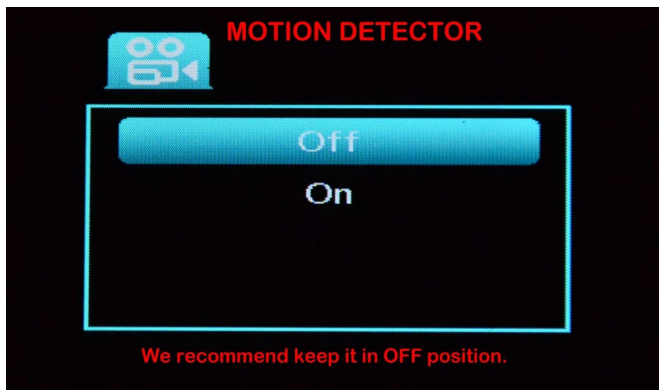 MOTION DETECTOR
Off
On
We recommend keep it in OFF position.